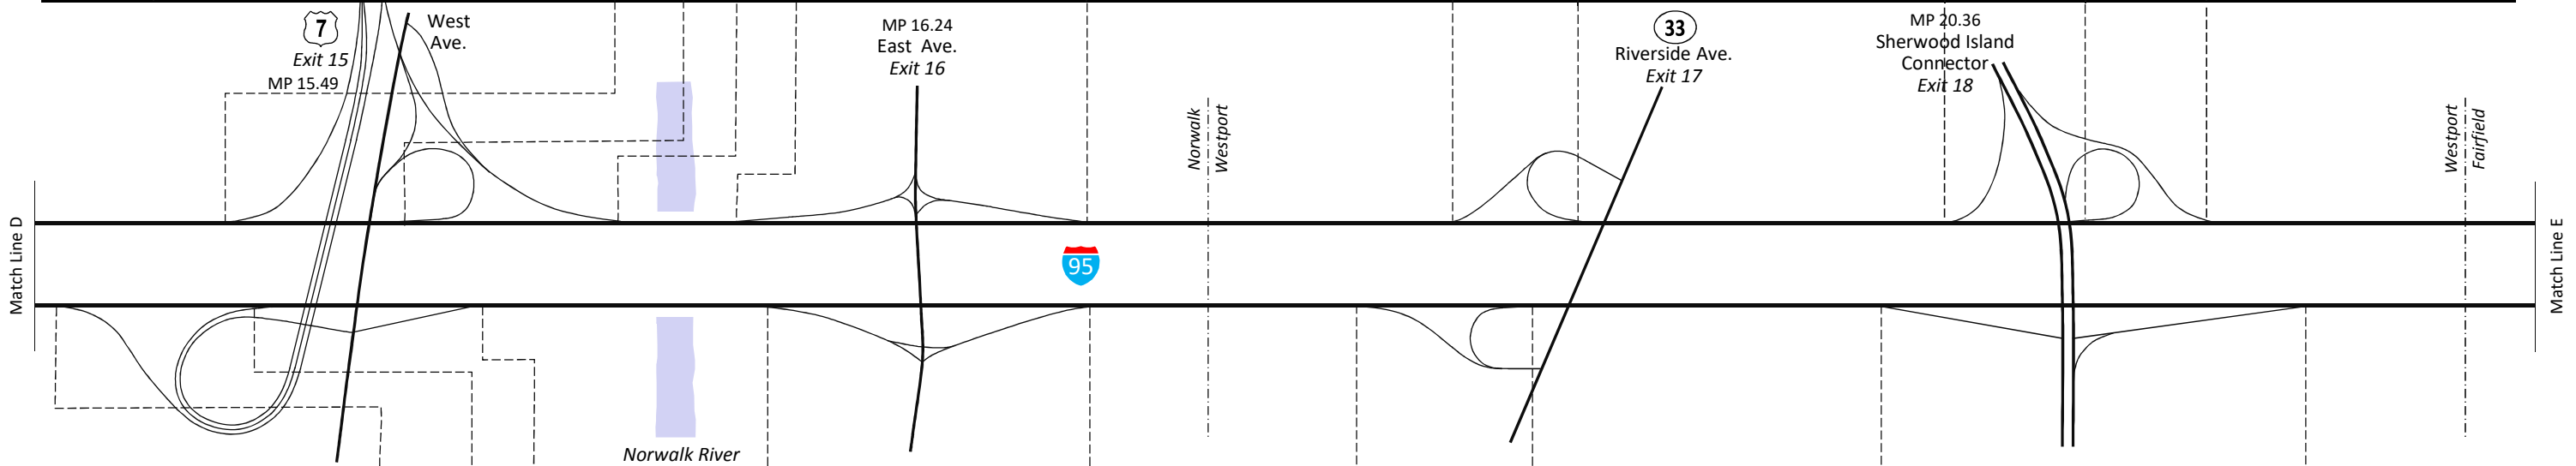 7
Exit 15
MP 15.49
West
Ave.
MP 16.24
East Ave.
Exit 16
33
Riverside Ave.
Exit 17
MP 20.36
Sherwood Island
Connector
Exit 18
Norwalk
Westport
Westport
Fairfield
Match Line D
95
Match Line E
Norwalk River